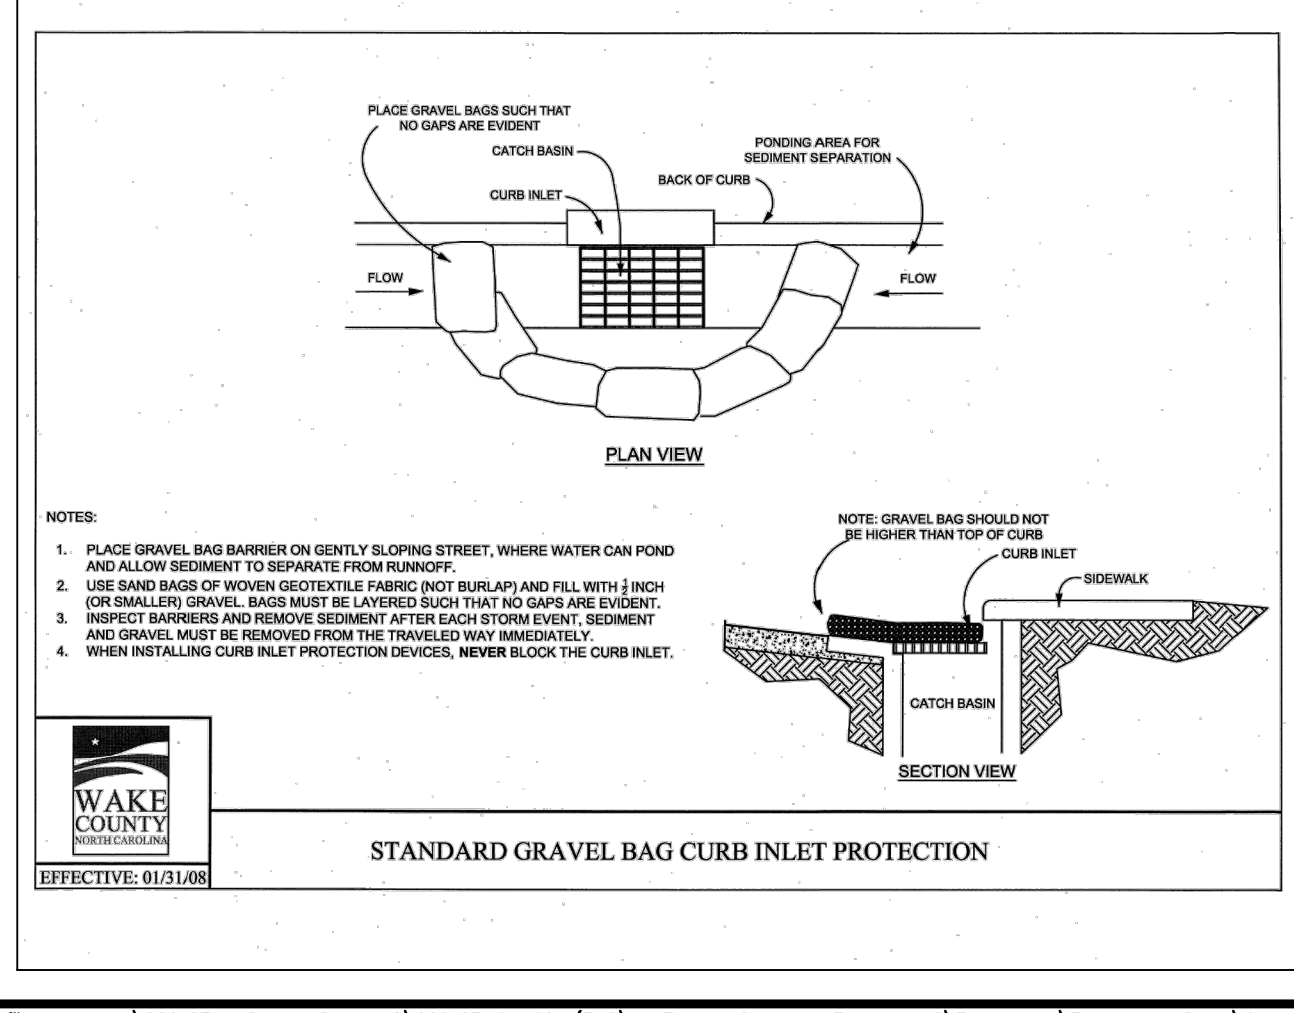 PLACE GRAVEL BAGS SUCH THAT
NO GAPS ARE EVIDENT
CATCH BASIN
CURB INLET
BACK OF CURB
PONDING AREA FOR
SEDIMENT SEPARATION
FLOW
FLOW
PLAN VIEW
NOTES:
1. PLACE GRAVEL BAG BARRIER ON GENTLY SLOPING STREET, WHERE WATER CAN POND
AND ALLOW SEDIMENT TO SEPARATE FROM RUNNOFF.
2. USE SAND BAGS OF WOVEN GEOTEXTILE FABRIC (NOT BURLAP) AND FILL WITH 1/2 INCH
(OR SMALLER) GRAVEL. BAGS MUST BE LAYERED SUCH THAT NO GAPS ARE EVIDENT.
3. INSPECT BARRIERS AND REMOVE SEDIMENT AFTER EACH STORM EVENT, SEDIMENT
AND GRAVEL MUST BE REMOVED FROM THE TRAVELED WAY IMMEDIATELY.
4. WHEN INSTALLING CURB INLET PROTECTION DEVICES, NEVER BLOCK THE CURB INLET.
NOTE: GRAVEL BAG SHOULD NOT
BE HIGHER THAN TOP OF CURB
CURB INLET
SIDEWALK
CATCH BASIN
SECTION VIEW
WAKE
COUNTY
NORTH CAROLINA
EFFECTIVE: 01/31/08
STANDARD GRAVEL BAG CURB INLET PROTECTION